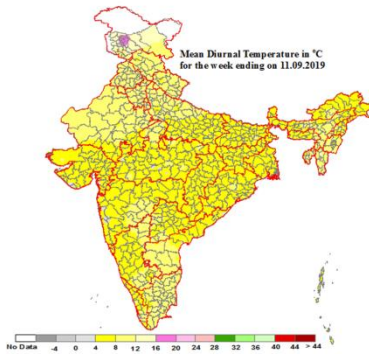 Mean Diurnal Temperature in °C
for the week ending on 11.09.2019
No Data -4 0 4 8 12 16 20 24 28 32 36 40 44 > 44